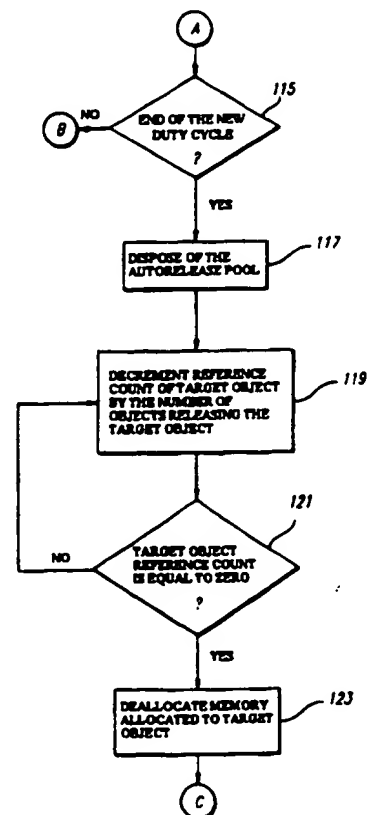 A
115
END OF THE NEW
DUTY CYCLE
?
NO
B
YES
117
DISPOSE OF THE
AUTORELEASE POOL
DECREMENT REFERENCE
COUNT OF TARGET OBJECT
BY THE NUMBER OF
OBJECTS RELEASING THE
TARGET OBJECT
119
121
TARGET OBJECT
REFERENCE COUNT
IS EQUAL TO ZERO
?
NO
YES
DEALLOCATE MEMORY
ALLOCATED TO TARGET
OBJECT
123
C